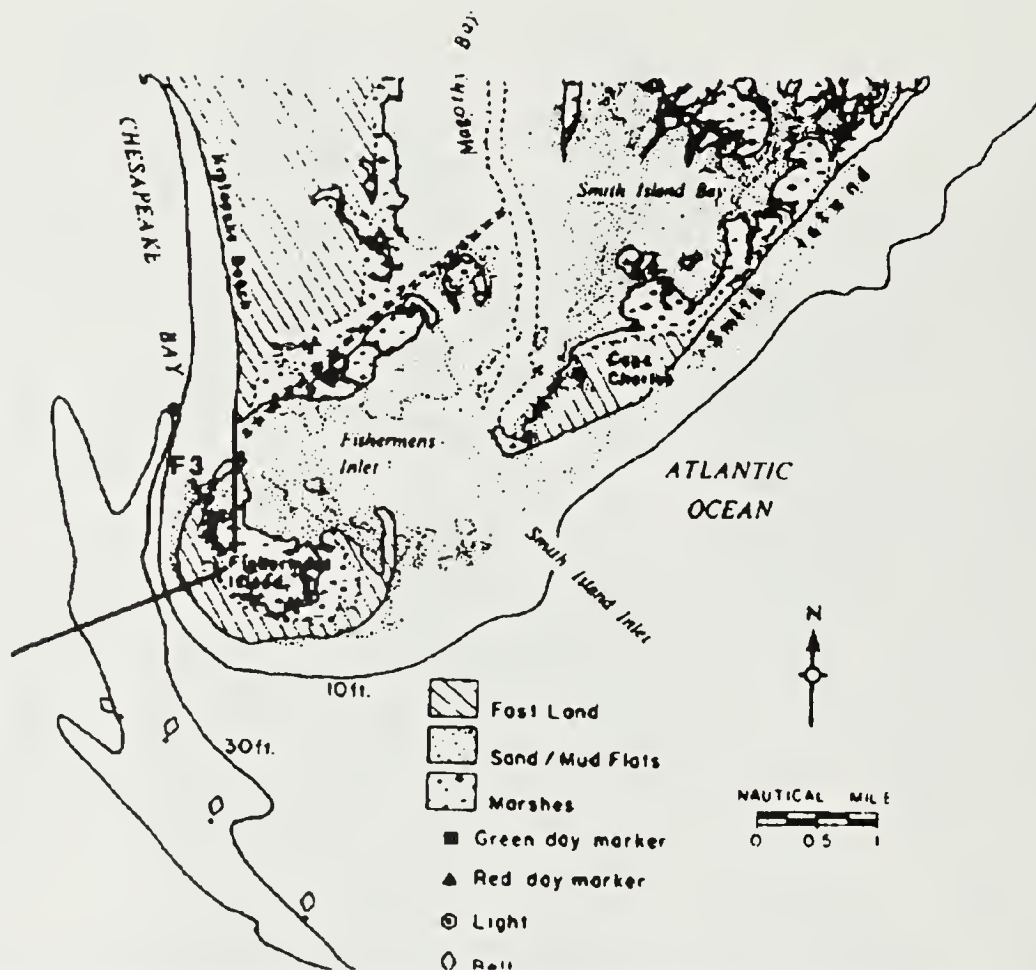 Magothy Bay
CHESAPEAKE
BAY
Smith Island Bay
Smith Island
Cape
Charles
Fishermens
Inlet
F3
ATLANTIC
OCEAN
Smith Island Inlet
N
10ft.
30ft.
Fast Land
Sand / Mud Flats
Marshes
Green day marker
Red day marker
Light
Bell
NAUTICAL MILE
0 0.5 1